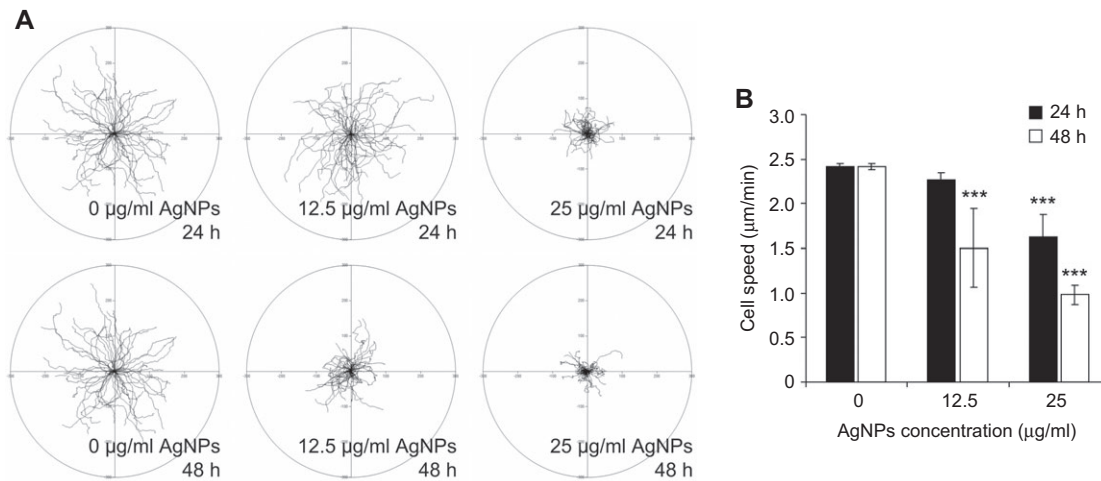 A
0 µg/ml AgNPs
24 h
12.5 µg/ml AgNPs
24 h
25 µg/ml AgNPs
24 h
0 µg/ml AgNPs
48 h
12.5 µg/ml AgNPs
48 h
25 µg/ml AgNPs
48 h
B
24 h
48 h
Cell speed (µm/min)
3.0
2.5
2.0
1.5
1.0
0.5
0
***
***
***
0 12.5 25
AgNPs concentration (µg/ml)